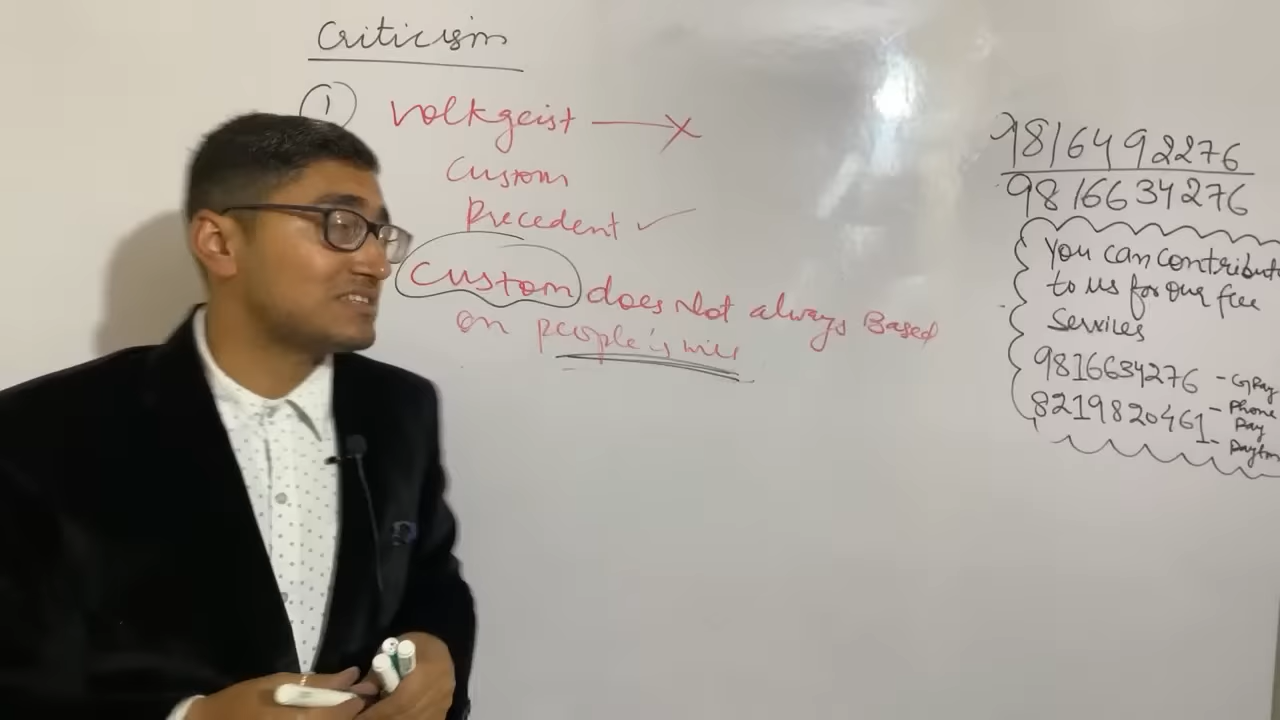 Criticism
1 Volkgeist → X
Custom
Precedent ✓
Custom does not always Based
on people's will
9816492276
9816634276
You can contribute
to us for our free
Services
9816634276 - G Pay
8219820461 - Phone
Pay
- Paytm